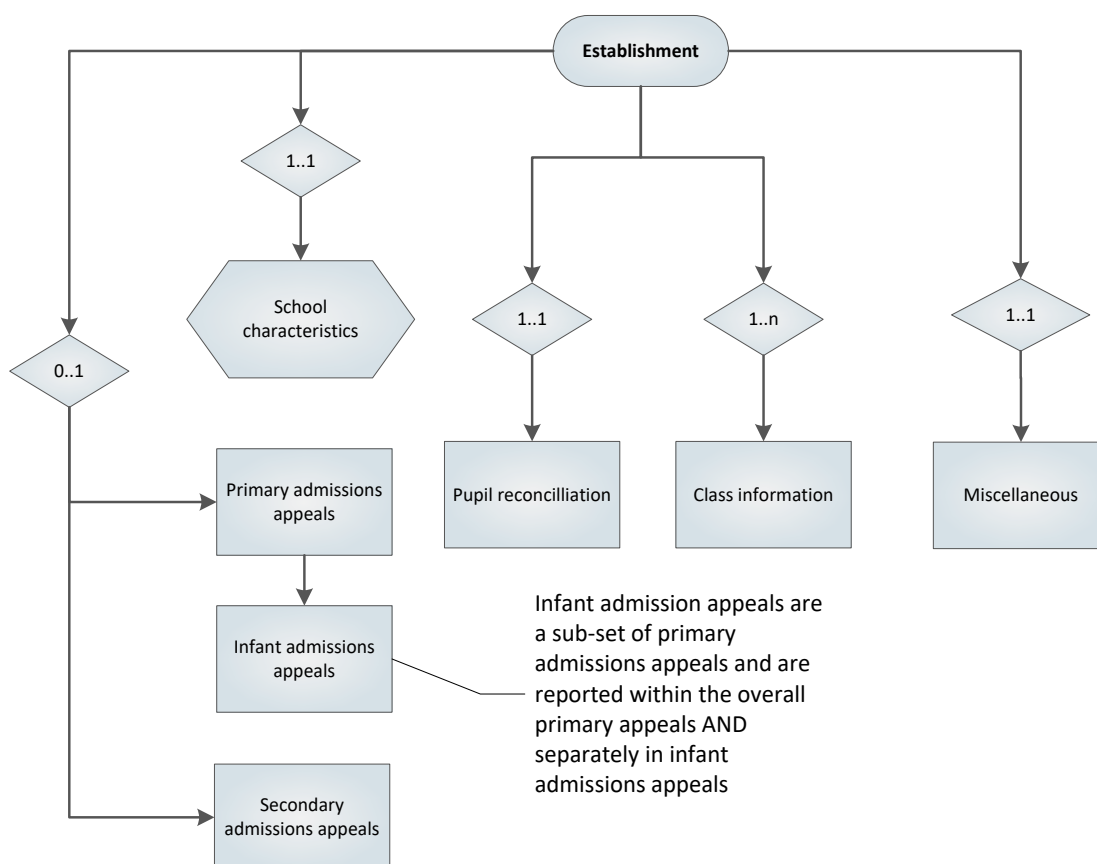 Establishment
1..1
School
characteristics
1..1
1..n
1..1
0..1
Primary admissions
appeals
Pupil reconcilliation
Class information
Miscellaneous
Infant admissions
appeals
Infant admission appeals are
a sub-set of primary
admissions appeals and are
reported within the overall
primary appeals AND
separately in infant
admissions appeals
Secondary
admissions appeals